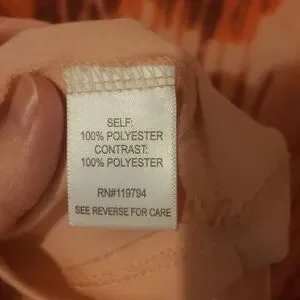 SELF:
100% POLYESTER
CONTRAST:
100% POLYESTER
RN#119794
SEE REVERSE FOR CARE